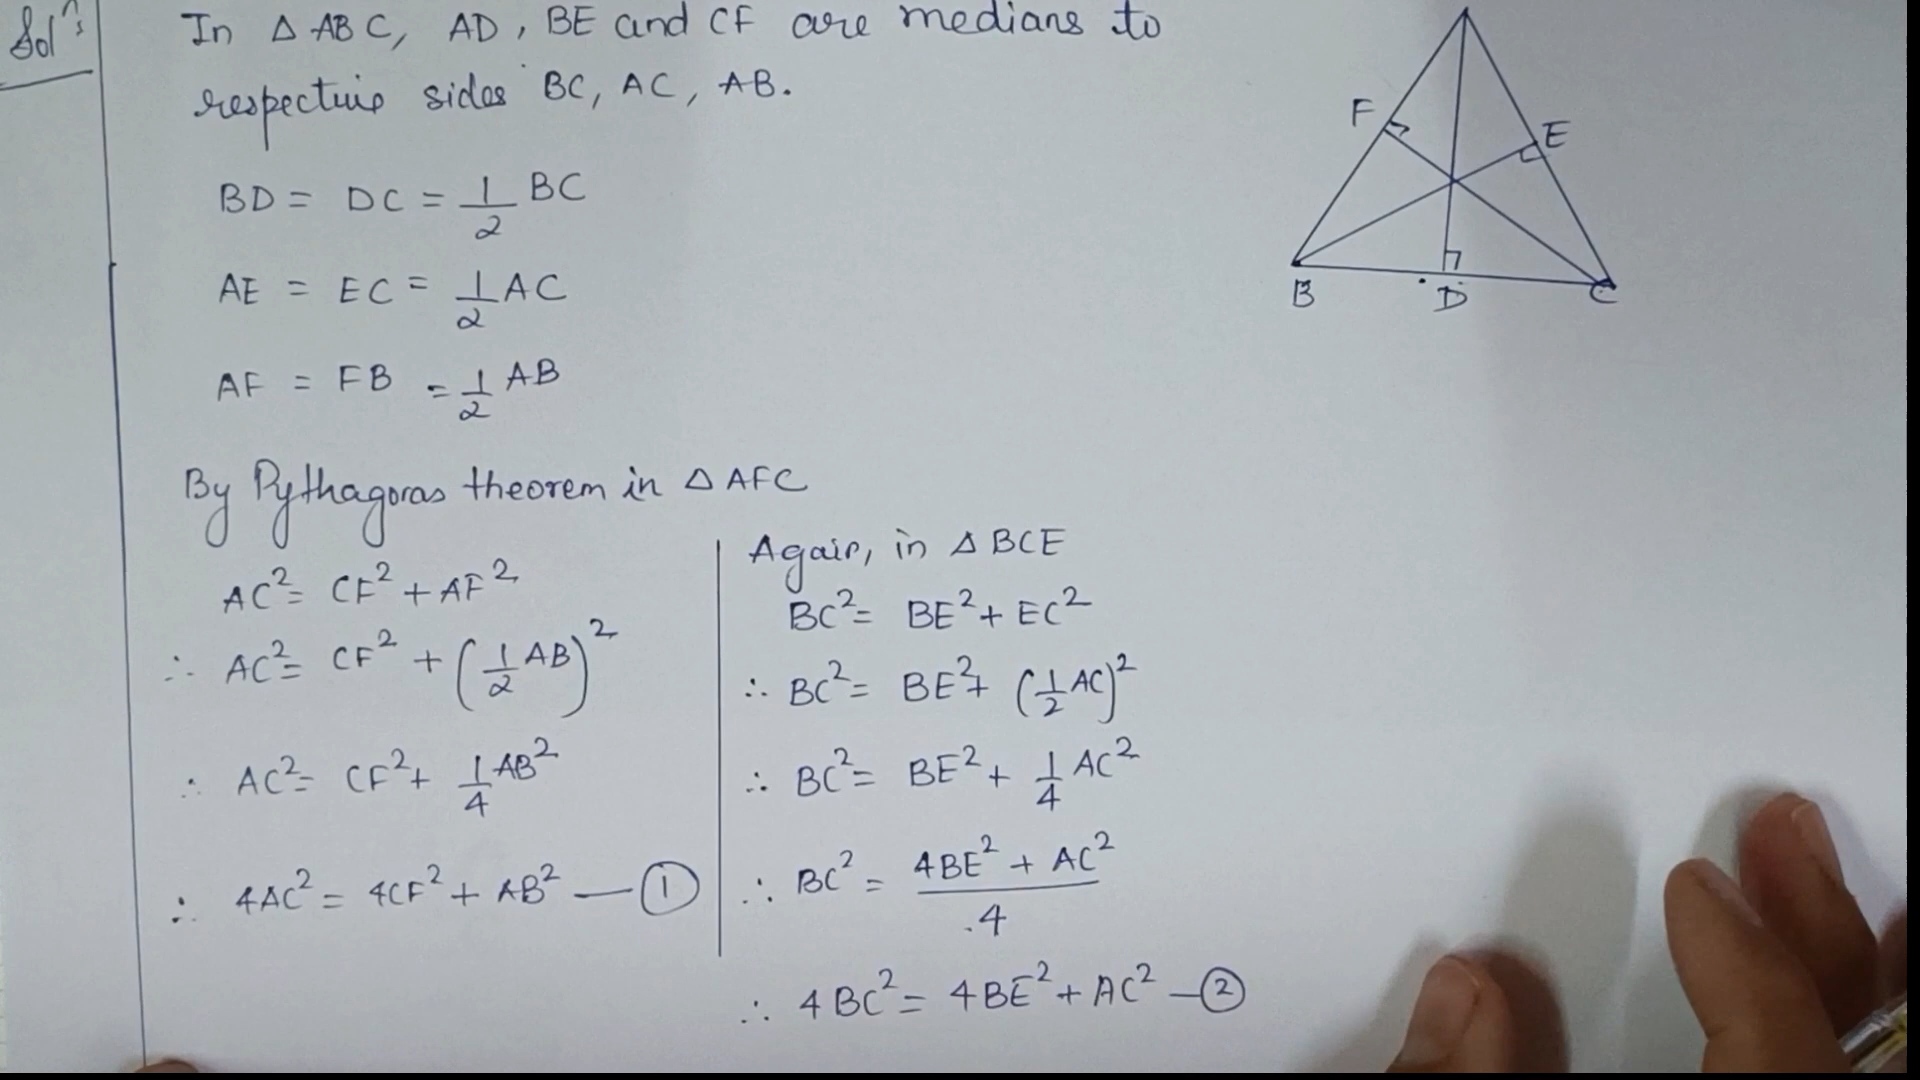 Solⁿ:
In △ ABC, AD, BE and CF are medians to
respective sides BC, AC, AB.
F
E
B
D
C
BD = DC = 1/2 BC
AE = EC = 1/2 AC
AF = FB = 1/2 AB
By Pythagoras theorem in △ AFC
AC² = CF² + AF²
∴ AC² = CF² + (1/2 AB)²
∴ AC² = CF² + 1/4 AB²
∴ 4AC² = 4CF² + AB² — ①
Again, in △ BCE
BC² = BE² + EC²
∴ BC² = BE² + (1/2 AC)²
∴ BC² = BE² + 1/4 AC²
∴ BC² = (4BE² + AC²)/4
∴ 4BC² = 4BE² + AC² — ②